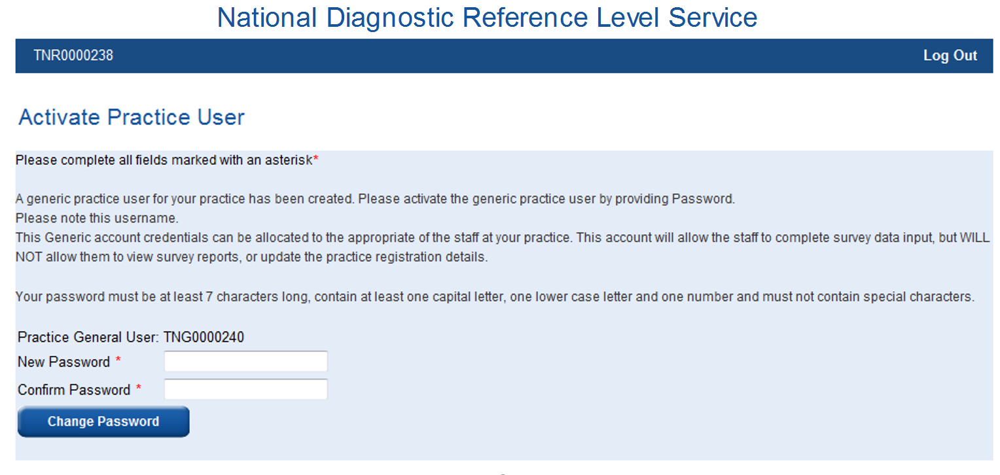 National Diagnostic Reference Level Service
TNR0000238
Log Out
Activate Practice User
Please complete all fields marked with an asterisk*
A generic practice user for your practice has been created. Please activate the generic practice user by providing Password.
Please note this username.
This Generic account credentials can be allocated to the appropriate of the staff at your practice. This account will allow the staff to complete survey data input, but WILL
NOT allow them to view survey reports, or update the practice registration details.
Your password must be at least 7 characters long, contain at least one capital letter, one lower case letter and one number and must not contain special characters.
Practice General User: TNG0000240
New Password *
Confirm Password *
Change Password